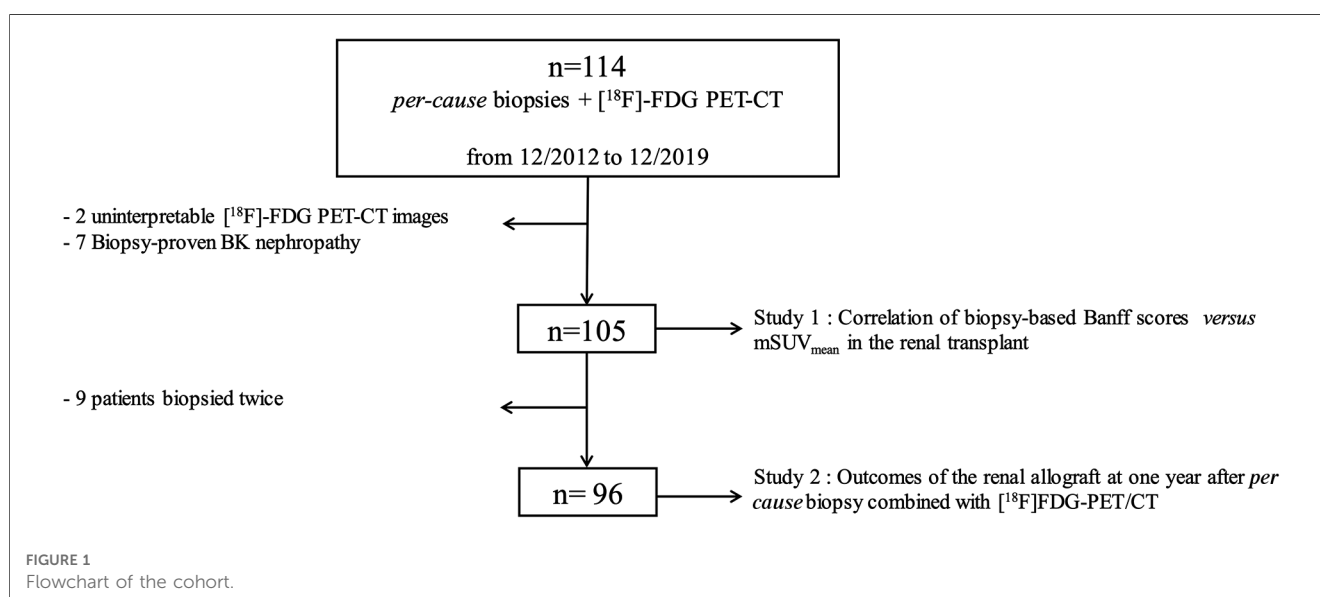 n=114
per-cause biopsies + [¹⁸F]-FDG PET-CT
from 12/2012 to 12/2019
- 2 uninterpretable [¹⁸F]-FDG PET-CT images
- 7 Biopsy-proven BK nephropathy
n=105
Study 1 : Correlation of biopsy-based Banff scores versus
mSUVmean in the renal transplant
- 9 patients biopsied twice
n= 96
Study 2 : Outcomes of the renal allograft at one year after per
cause biopsy combined with [¹⁸F]FDG-PET/CT
FIGURE 1
Flowchart of the cohort.